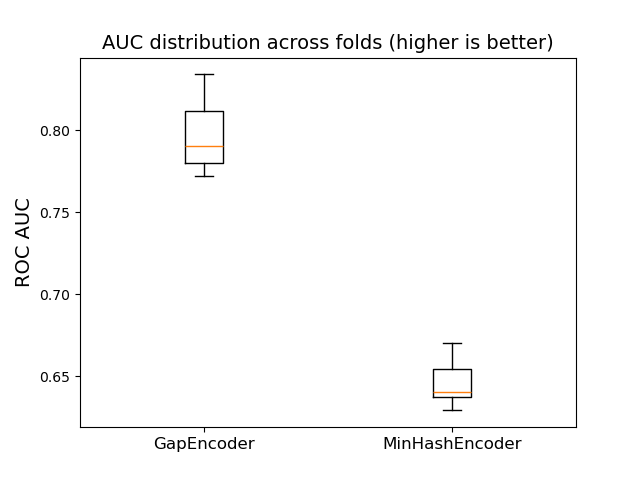 AUC distribution across folds (higher is better)
ROC AUC
0.80
0.75
0.70
0.65
GapEncoder
MinHashEncoder